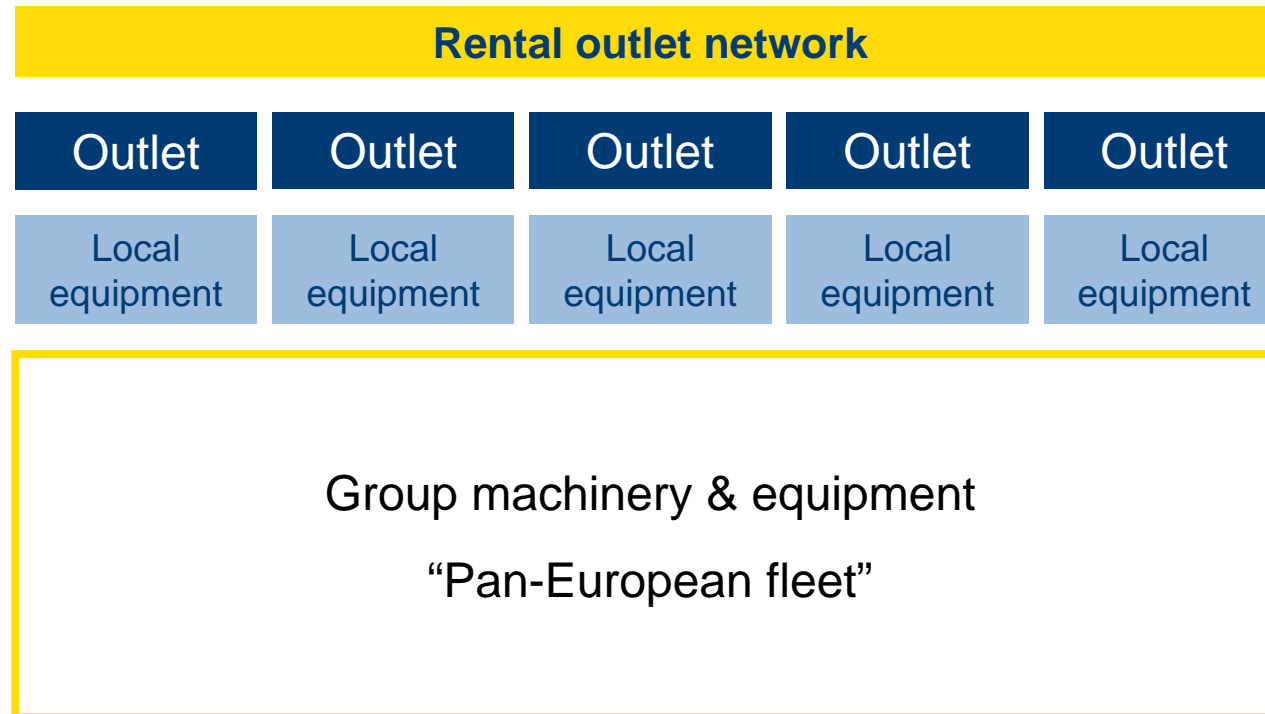 Rental outlet network
Outlet Outlet Outlet Outlet Outlet
Local Local Local Local Local
equipment equipment equipment equipment equipment
Group machinery & equipment
“Pan-European fleet”